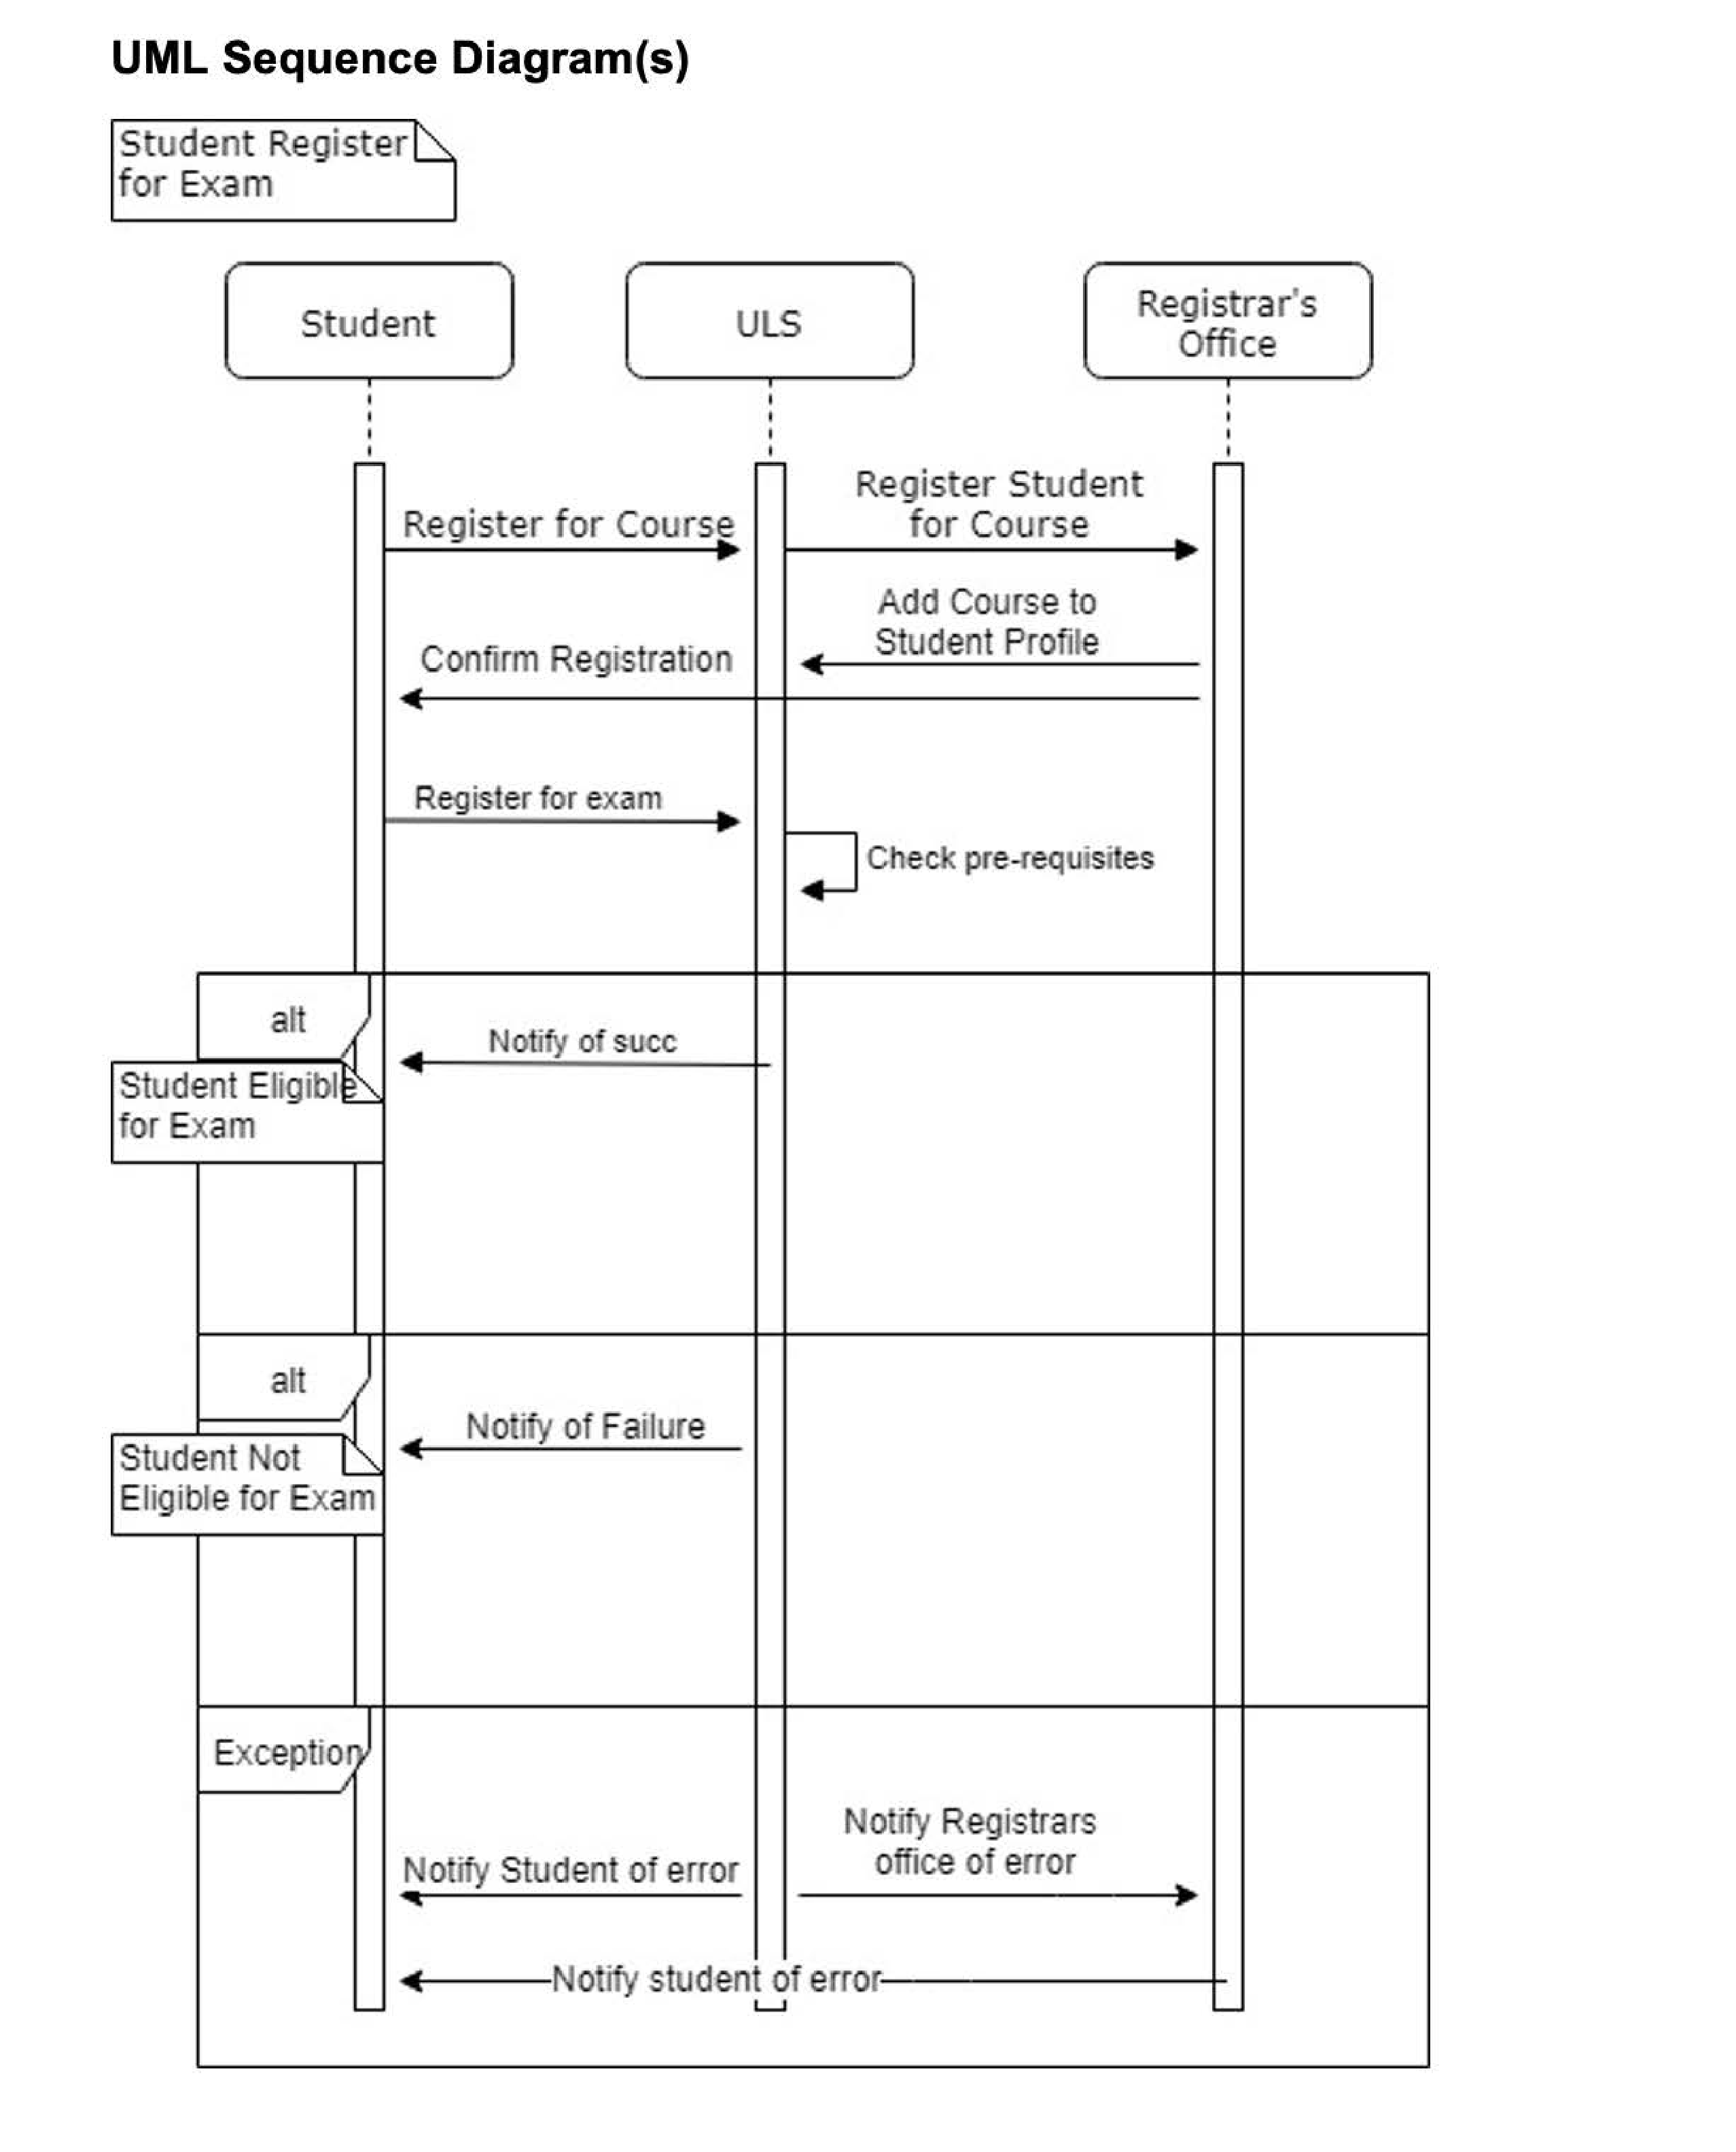 UML Sequence Diagram(s)
Student Register
for Exam
Student
ULS
Registrar's
Office
Register for Course
Register Student
for Course
Add Course to
Student Profile
Confirm Registration
Register for exam
Check pre-requisites
alt
Notify of succ
Student Eligible
for Exam
alt
Notify of Failure
Student Not
Eligible for Exam
Exception
Notify Registrars
office of error
Notify Student of error
Notify student of error